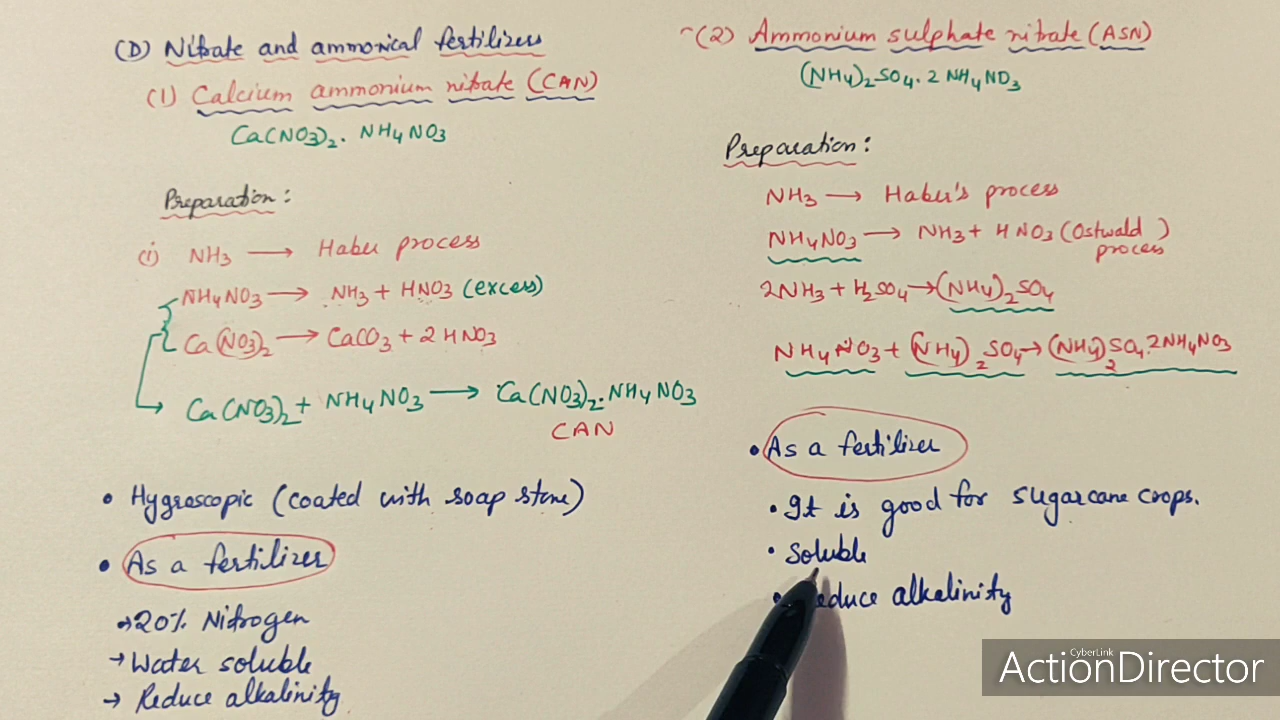 (D) Nitrate and ammonical fertilizers
(1) Calcium ammonium nitrate (CAN)
Ca(NO3)2. NH4NO3
Preparation:
(i) NH3 → Haber process
NH4NO3 → NH3 + HNO3 (excess)
Ca(NO3)2 → CaCO3 + 2HNO3
Ca(NO3)2 + NH4NO3 → Ca(NO3)2.NH4NO3
CAN
• Hygroscopic (coated with soap stone)
• As a fertilizer
→ 20% Nitrogen
→ Water soluble
→ Reduce alkalinity
(2) Ammonium sulphate nitrate (ASN)
(NH4)2SO4. 2NH4NO3
Preparation:
NH3 → Haber's process
NH4NO3 → NH3 + HNO3 (Ostwald process)
2NH3 + H2SO4 → (NH4)2SO4
NH4NO3 + (NH4)2SO4 → (NH4)2SO4.2NH4NO3
• As a fertilizer
• It is good for sugarcane crops.
• Soluble
• Reduce alkalinity
CyberLink
ActionDirector